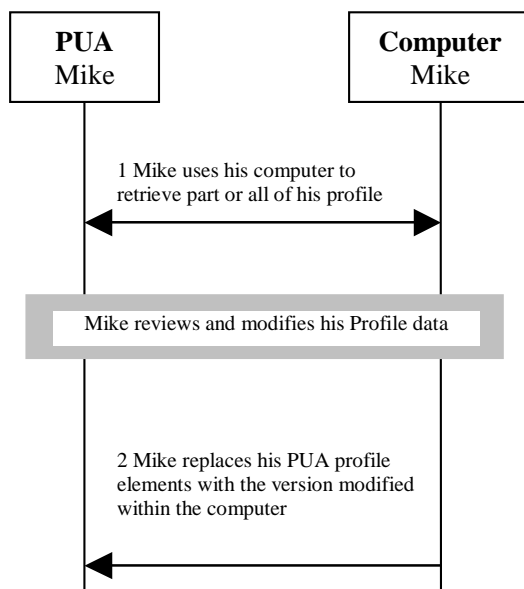 PUA
Mike
Computer
Mike
1 Mike uses his computer to
retrieve part or all of his profile
Mike reviews and modifies his Profile data
2 Mike replaces his PUA profile
elements with the version modified
within the computer